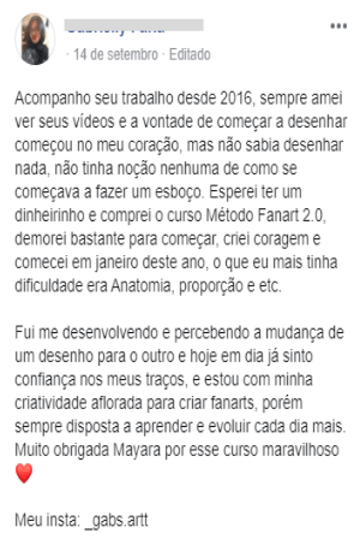 · 14 de setembro · Editado
Acompanho seu trabalho desde 2016, sempre amei
ver seus vídeos e a vontade de começar a desenhar
começou no meu coração, mas não sabia desenhar
nada, não tinha noção nenhuma de como se
começava a fazer um esboço. Esperei ter um
dinheirinho e comprei o curso Método Fanart 2.0,
demorei bastante para começar, criei coragem e
comecei em janeiro deste ano, o que eu mais tinha
dificuldade era Anatomia, proporção e etc.
Fui me desenvolvendo e percebendo a mudança de
um desenho para o outro e hoje em dia já sinto
confiança nos meus traços, e estou com minha
criatividade aflorada para criar fanarts, porém
sempre disposta a aprender e evoluir cada dia mais.
Muito obrigada Mayara por esse curso maravilhoso
♥
Meu insta: _gabs.artt